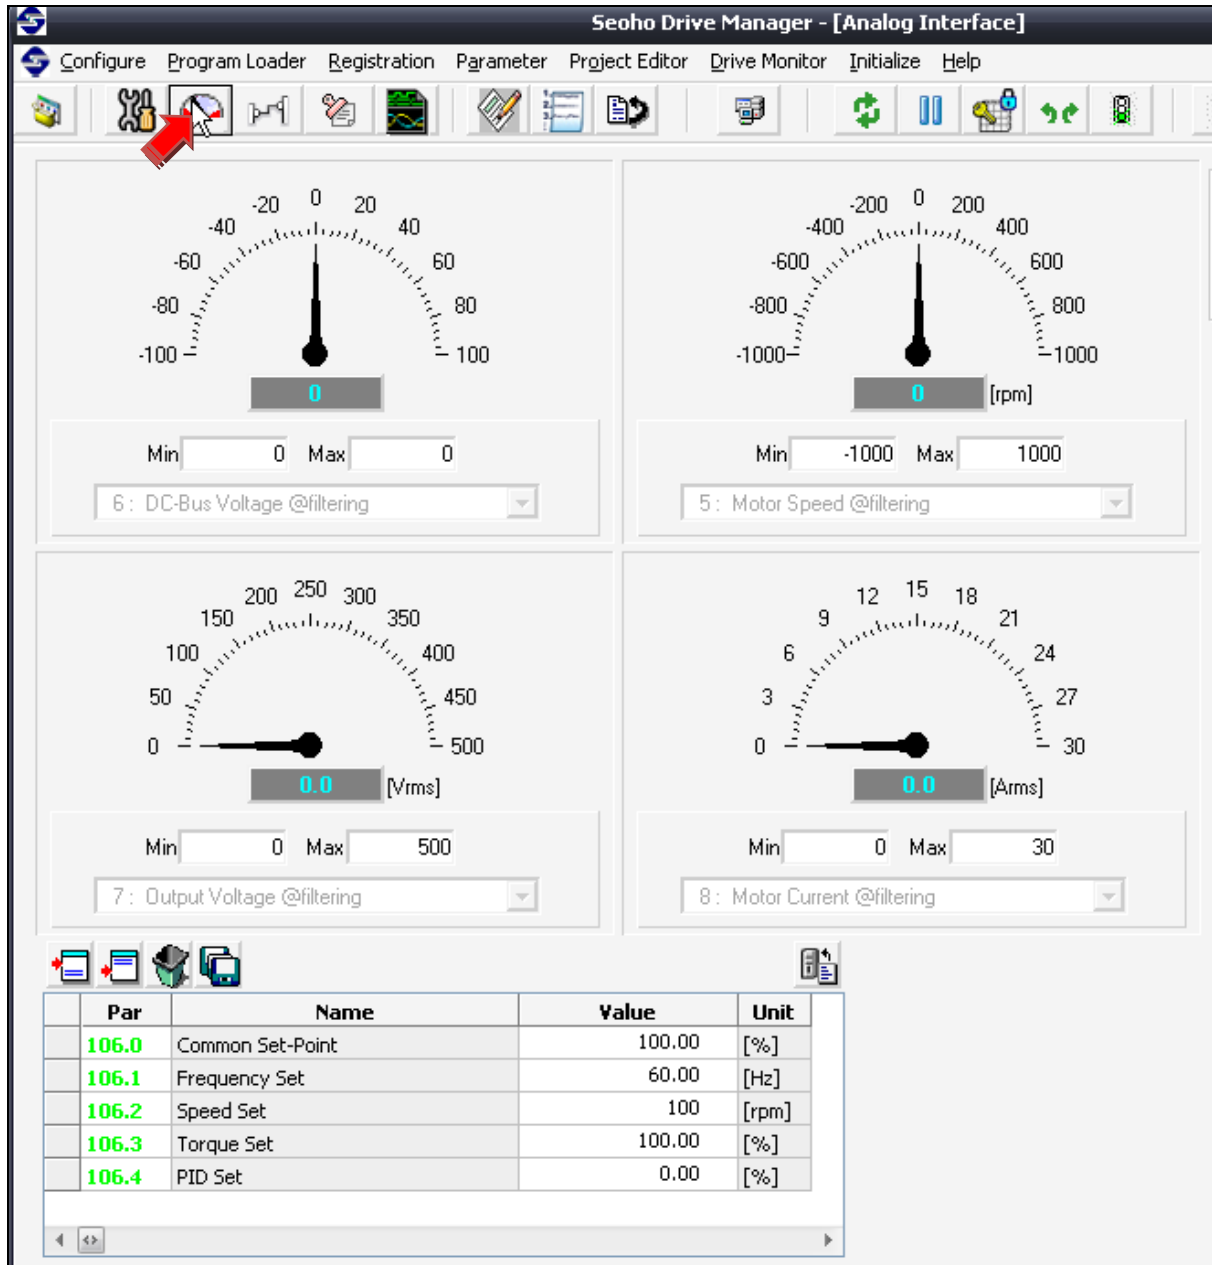 Seoho Drive Manager - [Analog Interface]
Configure Program Loader Registration Parameter Project Editor Drive Monitor Initialize Help
-100 -80 -60 -40 -20 0 20 40 60 80 100
0
Min 0 Max 0
6 : DC-Bus Voltage @filtering
-1000 -800 -600 -400 -200 0 200 400 600 800 1000
0 [rpm]
Min -1000 Max 1000
5 : Motor Speed @filtering
0 50 100 150 200 250 300 350 400 450 500
0.0 [Vrms]
Min 0 Max 500
7 : Output Voltage @filtering
0 3 6 9 12 15 18 21 24 27 30
0.0 [Arms]
Min 0 Max 30
8 : Motor Current @filtering
Par Name Value Unit
106.0 Common Set-Point 100.00 [%]
106.1 Frequency Set 60.00 [Hz]
106.2 Speed Set 100 [rpm]
106.3 Torque Set 100.00 [%]
106.4 PID Set 0.00 [%]